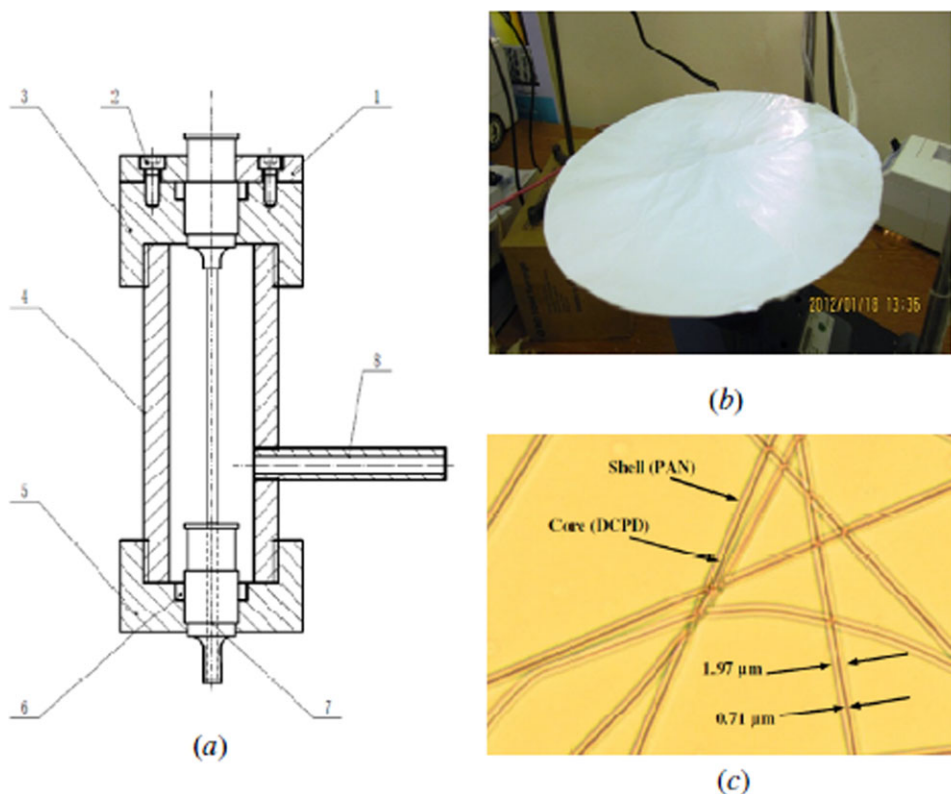 3
2
1
4
8
5
6
7
(a)
2012/01/18 13:36
(b)
Shell (PAN)
Core (DCPD)
1.97 μm
0.71 μm
(c)